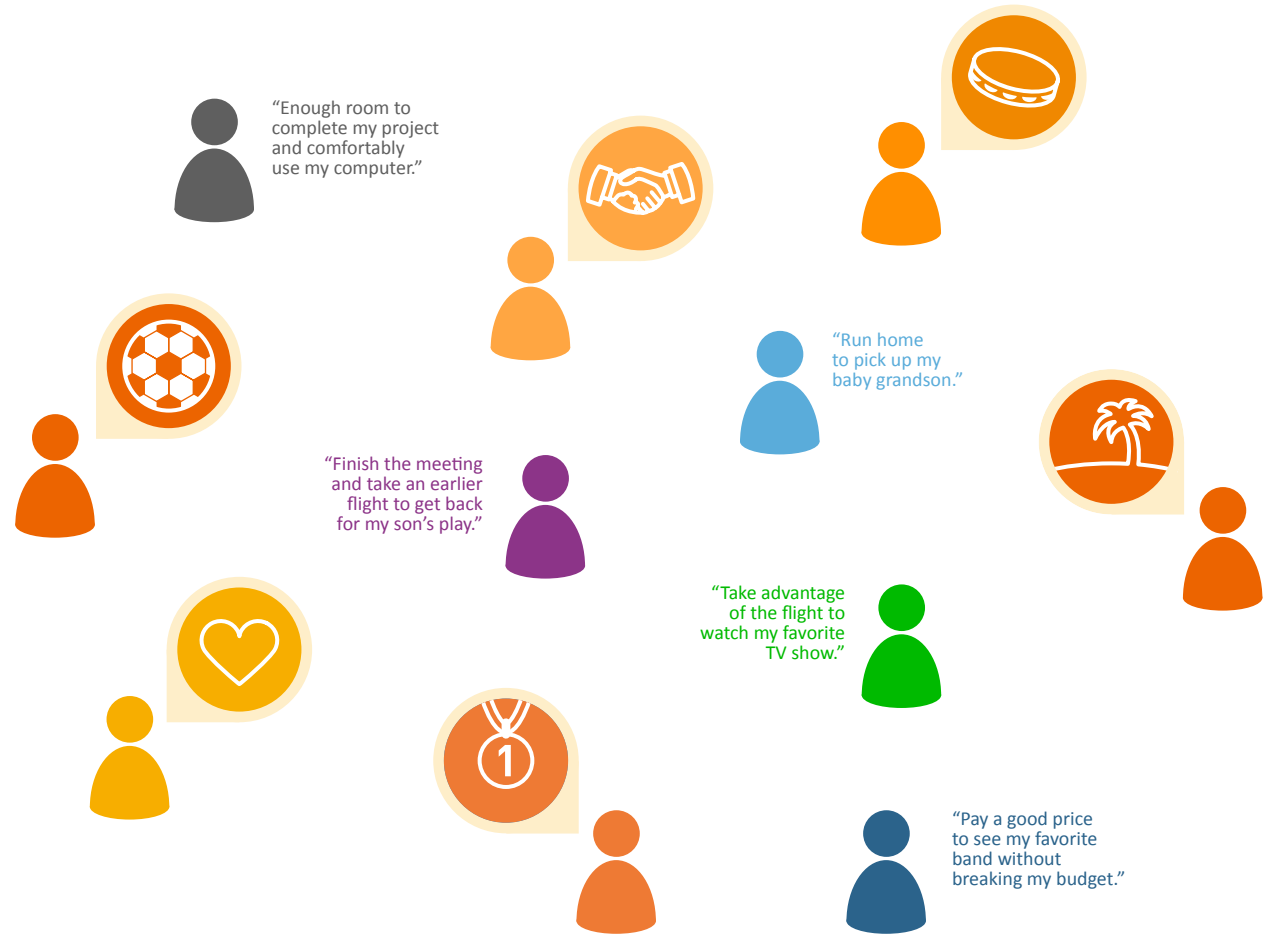 “Enough room to
complete my project
and comfortably
use my computer.”
“Run home
to pick up my
baby grandson.”
“Finish the meeting
and take an earlier
flight to get back
for my son’s play.”
“Take advantage
of the flight to
watch my favorite
TV show.”
1
“Pay a good price
to see my favorite
band without
breaking my budget.”